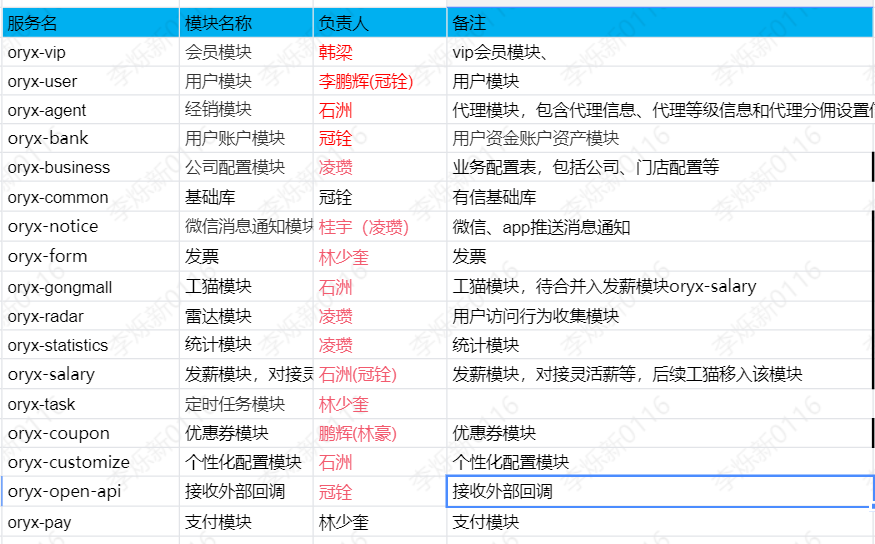 服务名 模块名称 负责人 备注
oryx-vip 会员模块 韩梁 vip会员模块、
oryx-user 用户模块 李鹏辉(冠铨) 用户模块
oryx-agent 经销模块 石洲 代理模块，包含代理信息、代理等级信息和代理分佣设置
oryx-bank 用户账户模块 冠铨 用户资金账户资产模块
oryx-business 公司配置模块 凌瓒 业务配置表，包括公司、门店配置等
oryx-common 基础库 冠铨 有信基础库
oryx-notice 微信消息通知模块 桂宇（凌瓒) 微信、app推送消息通知
oryx-form 发票 林少奎 发票
oryx-gongmall 工猫模块 石洲 工猫模块，待合并入发薪模块oryx-salary
oryx-radar 雷达模块 凌瓒 用户访问行为收集模块
oryx-statistics 统计模块 凌瓒 统计模块
oryx-salary 发薪模块，对接灵 石洲(冠铨) 发薪模块，对接灵活薪等，后续工猫移入该模块
oryx-task 定时任务模块 林少奎
oryx-coupon 优惠券模块 鹏辉(林豪) 优惠券模块
oryx-customize 个性化配置模块 石洲 个性化配置模块
oryx-open-api 接收外部回调 冠铨 接收外部回调
oryx-pay 支付模块 林少奎 支付模块
李烁新0116